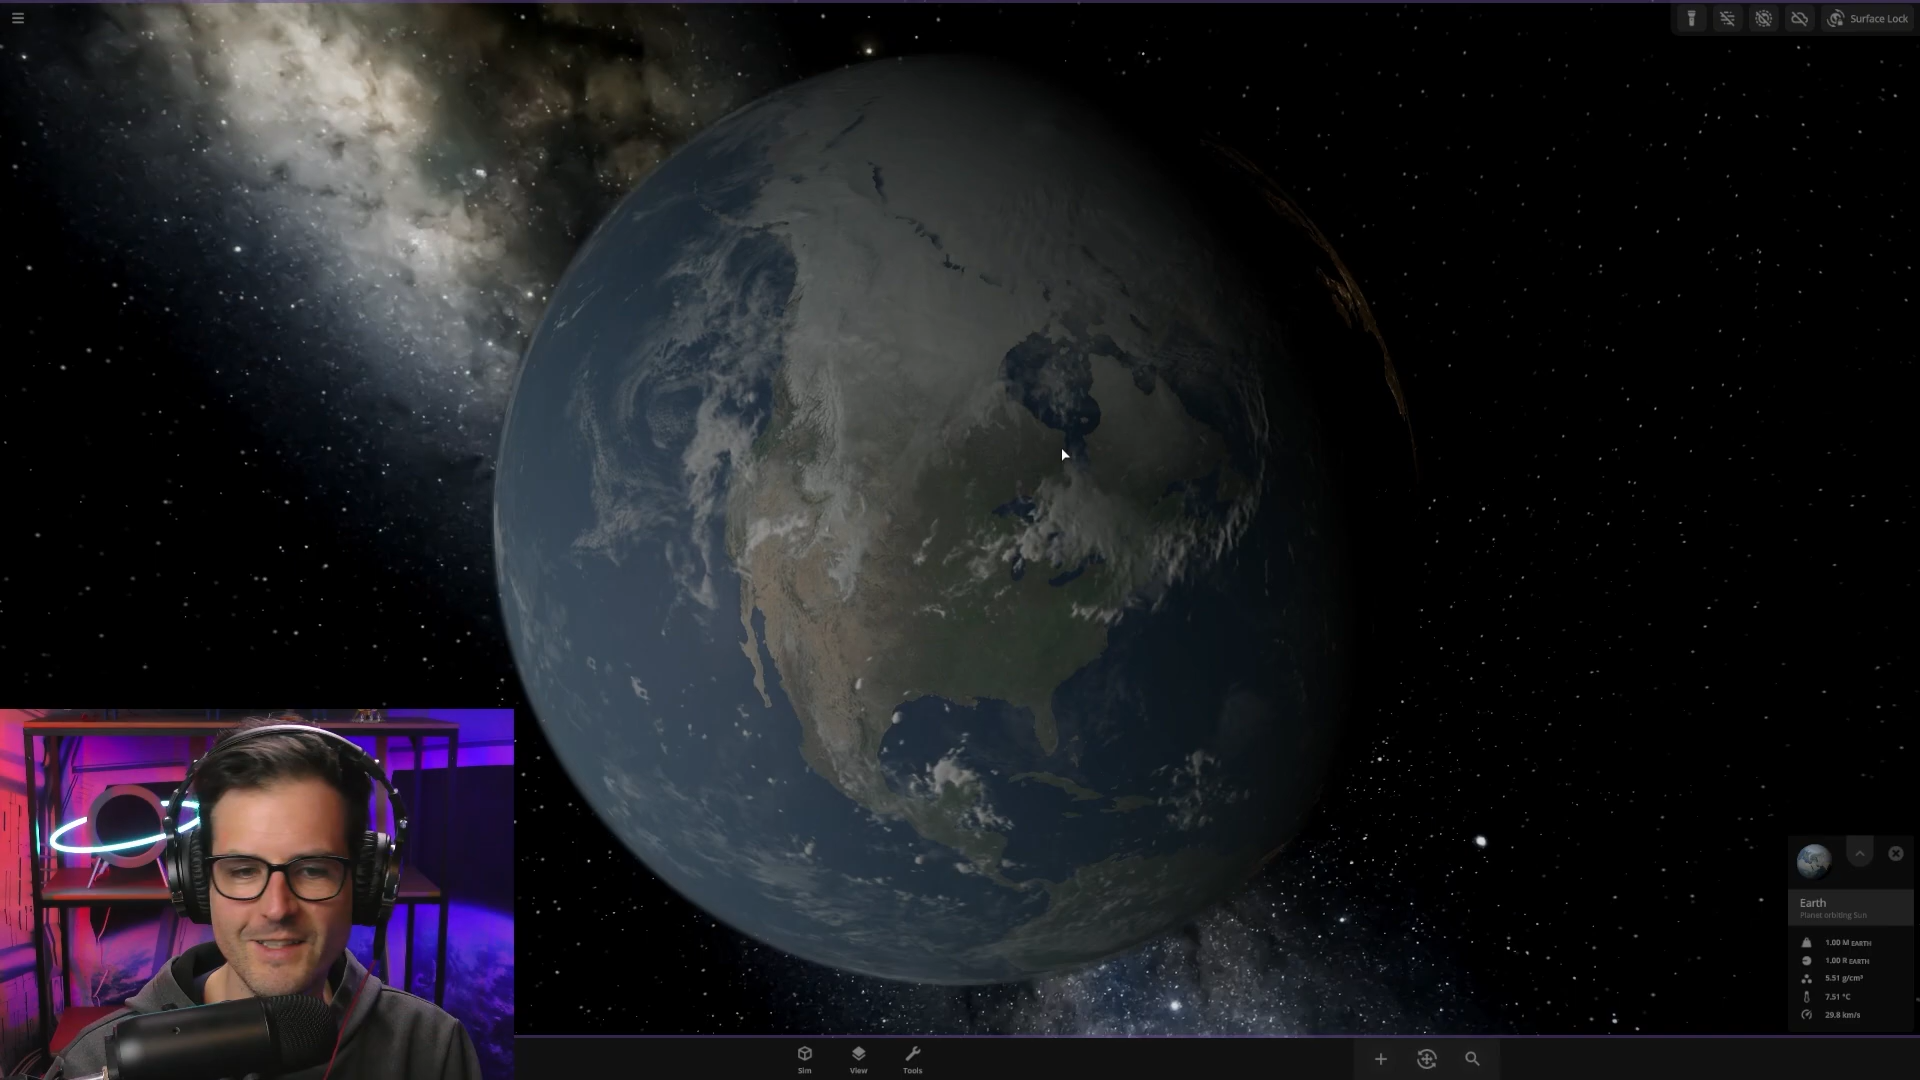 Surface Lock
Earth
Planet orbiting Sun
1.00 M EARTH
1.00 R EARTH
5.51 g/cm³
7.51 °C
29.8 km/s
Sim
View
Tools